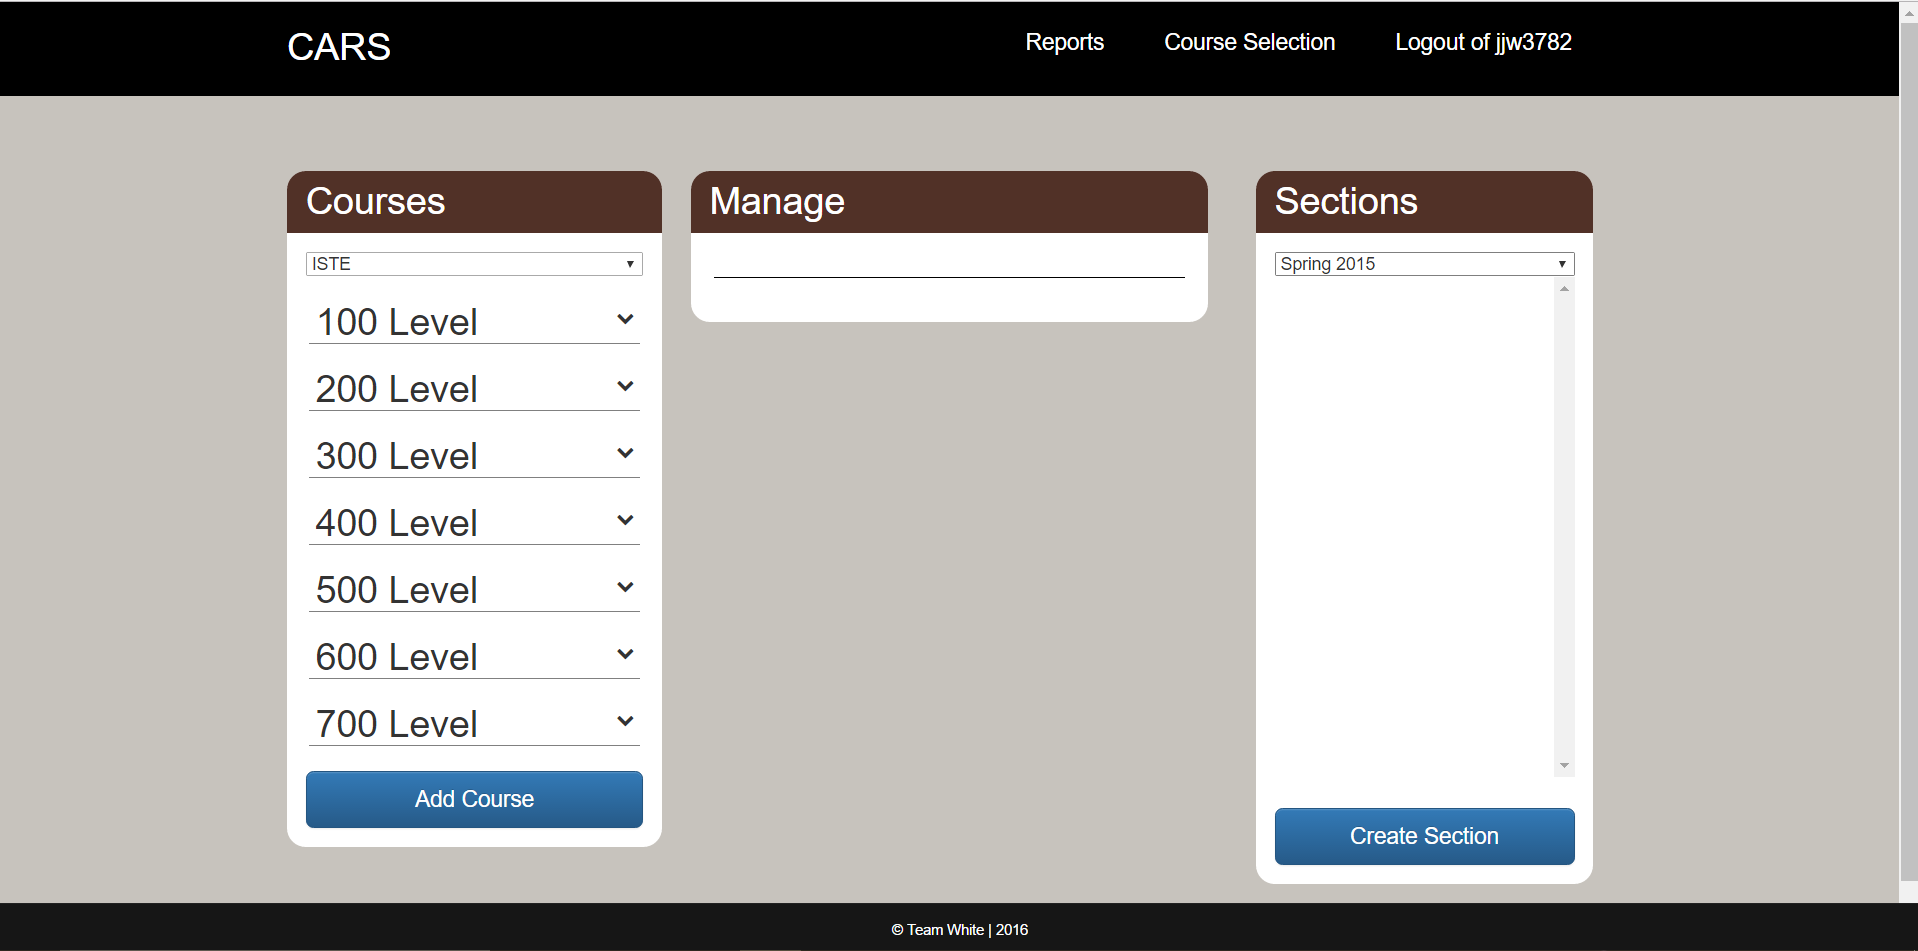 CARS
Reports
Course Selection
Logout of jjw3782
Courses
ISTE
100 Level
200 Level
300 Level
400 Level
500 Level
600 Level
700 Level
Add Course
Manage
Sections
Spring 2015
Create Section
© Team White | 2016